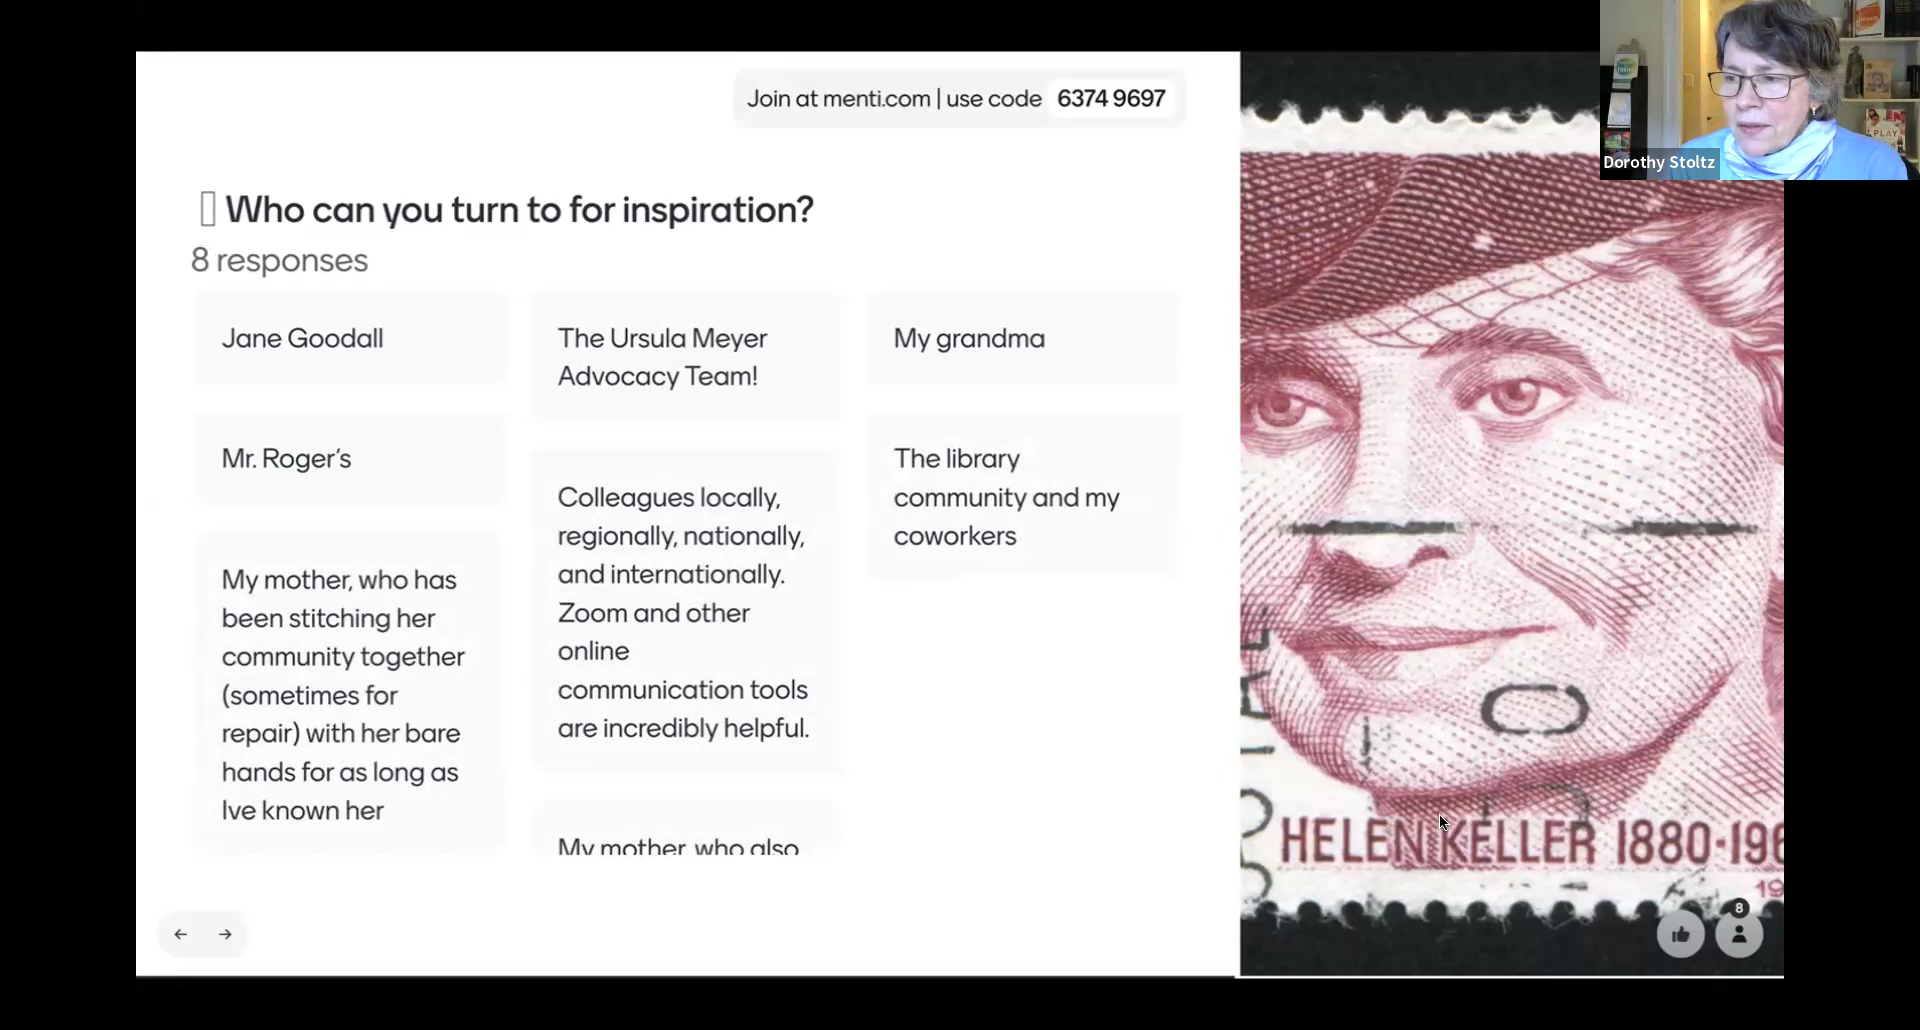 Join at menti.com | use code 6374 9697
Who can you turn to for inspiration?
8 responses
Jane Goodall
Mr. Roger's
My mother, who has
been stitching her
community together
(sometimes for
repair) with her bare
hands for as long as
Ive known her
The Ursula Meyer
Advocacy Team!
Colleagues locally,
regionally, nationally,
and internationally.
Zoom and other
online
communication tools
are incredibly helpful.
My mother, who also
My grandma
The library
community and my
coworkers
Dorothy Stoltz
PLAY
HELEN KELLER 1880·196
19
8